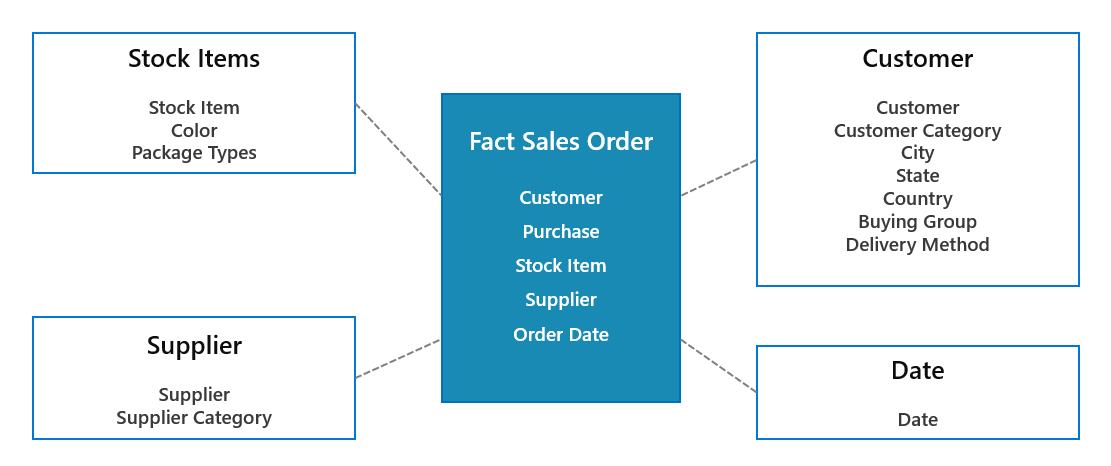 Stock Items
Stock Item
Color
Package Types
Supplier
Supplier
Supplier Category
Fact Sales Order
Customer
Purchase
Stock Item
Supplier
Order Date
Customer
Customer
Customer Category
City
State
Country
Buying Group
Delivery Method
Date
Date